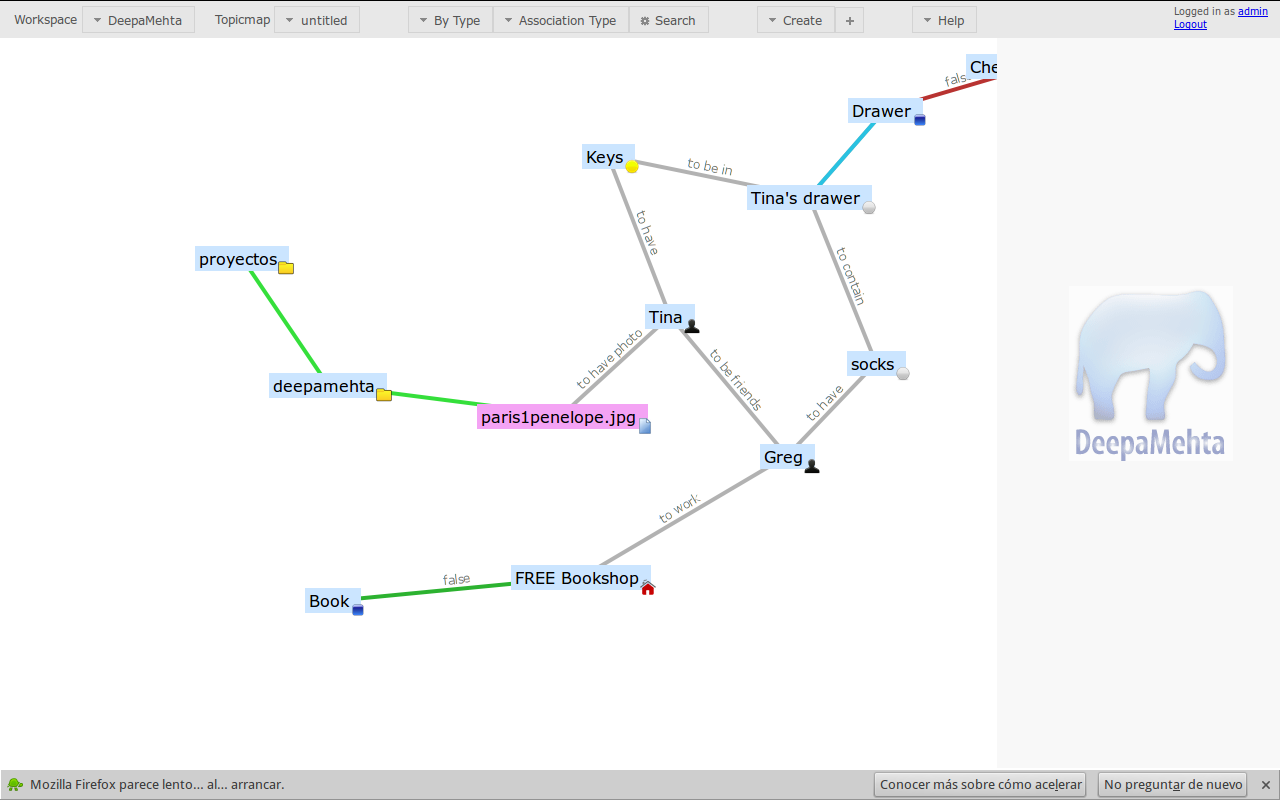 Workspace DeepaMehta Topicmap untitled By Type Association Type Search Create + Help
Logged in as admin
Logout
Che
false
Drawer
Keys
to be in
Tina's drawer
to have
to contain
proyectos
Tina
to have photo
to be friends
socks
deepamehta
to have
paris1penelope.jpg
Greg
DeepaMehta
to work
false
FREE Bookshop
Book
Mozilla Firefox parece lento... al... arrancar. Conocer más sobre cómo acelerar No preguntar de nuevo